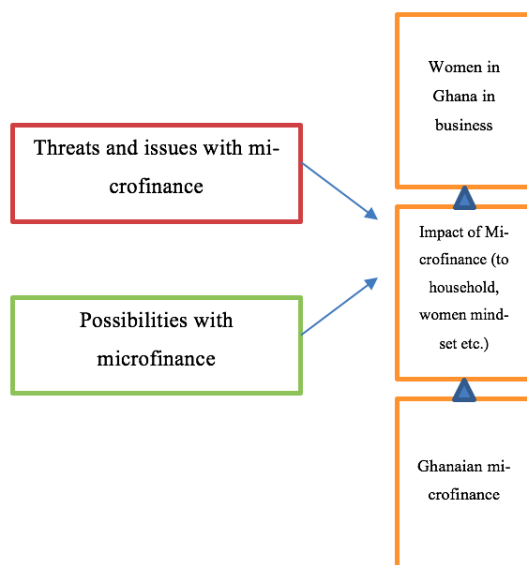 Women in
Ghana in
business
Threats and issues with mi-
crofinance
Impact of Mi-
crofinance (to
household,
women mind-
set etc.)
Possibilities with
microfinance
Ghanaian mi-
crofinance